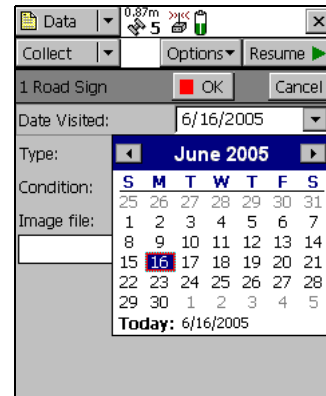 Data 0.87m 5
Collect Options Resume
1 Road Sign OK Cancel
Date Visited: 6/16/2005
Type:
Condition:
Image file:
June 2005
S M T W T F S
25 26 27 28 29 30 31
1 2 3 4 5 6 7
8 9 10 11 12 13 14
15 16 17 18 19 20 21
22 23 24 25 26 27 28
29 30 1 2 3 4 5
Today: 6/16/2005